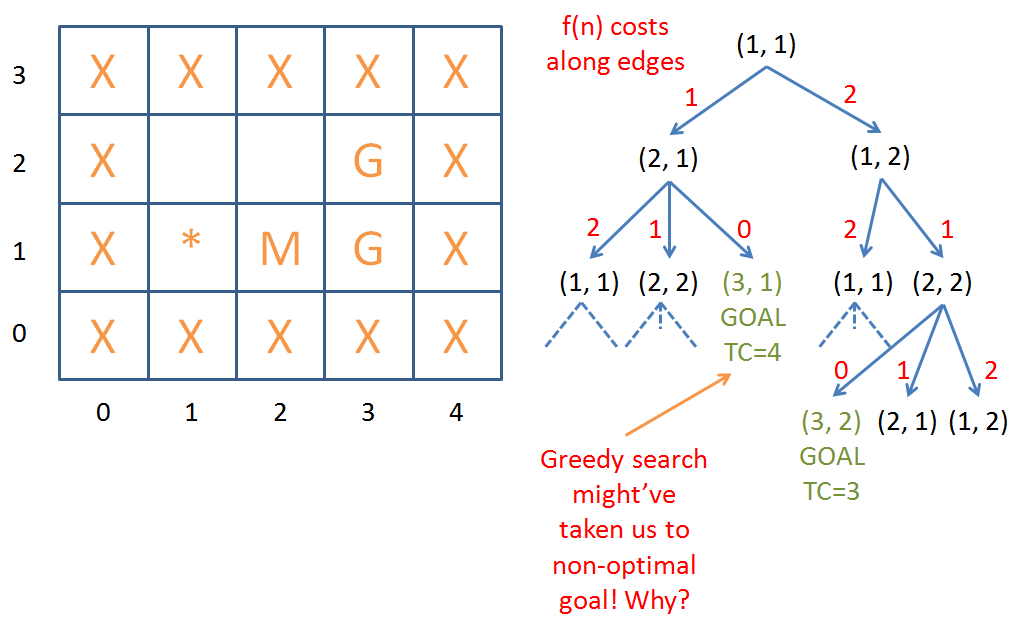 f(n) costs
along edges
(1, 1)
3 X X X X X
1 2
2 X G X
(2, 1) (1, 2)
1 X * M G X
2 1 0 2 1
(1, 1) (2, 2) (3, 1) (1, 1) (2, 2)
GOAL
TC=4
0 X X X X X
0 1 2
0 1 2 3 4
(3, 2) (2, 1) (1, 2)
GOAL
TC=3
Greedy search
might’ve
taken us to
non-optimal
goal! Why?